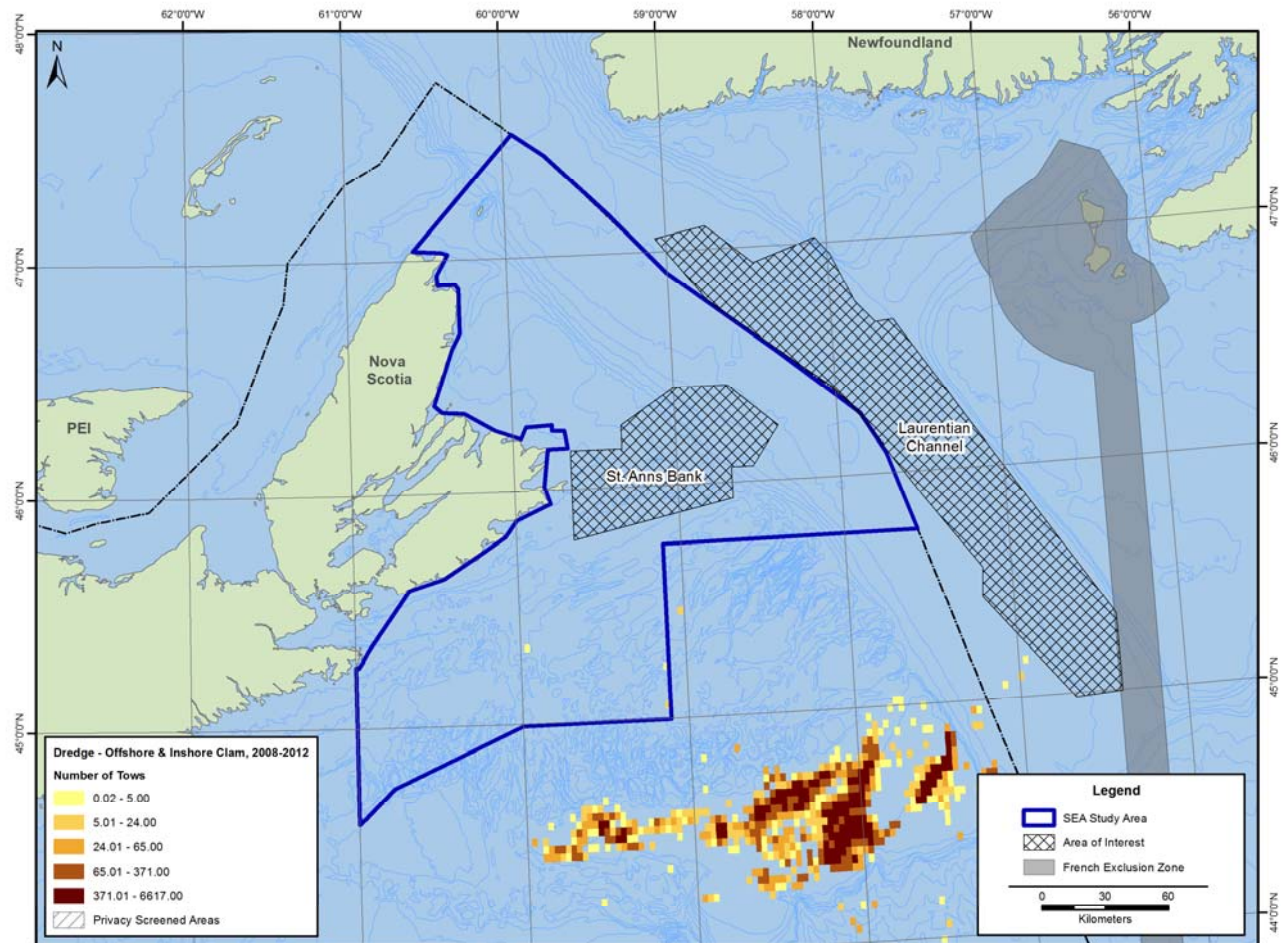 62°0'0"W 61°0'0"W 60°0'0"W 59°0'0"W 58°0'0"W 57°0'0"W 56°0'0"W
48°0'0"N
N
Newfoundland
47°0'0"N
47°0'0"N
Nova
Scotia
PEI
Laurentian
Channel
46°0'0"N
St. Anns Bank
46°0'0"N
45°0'0"N
45°0'0"N
Dredge - Offshore & Inshore Clam, 2008-2012
Number of Tows
0.02 - 5.00
5.01 - 24.00
24.01 - 65.00
65.01 - 371.00
371.01 - 6617.00
Privacy Screened Areas
Legend
SEA Study Area
Area of Interest
French Exclusion Zone
0 30 60
Kilometers
44°0'0"N